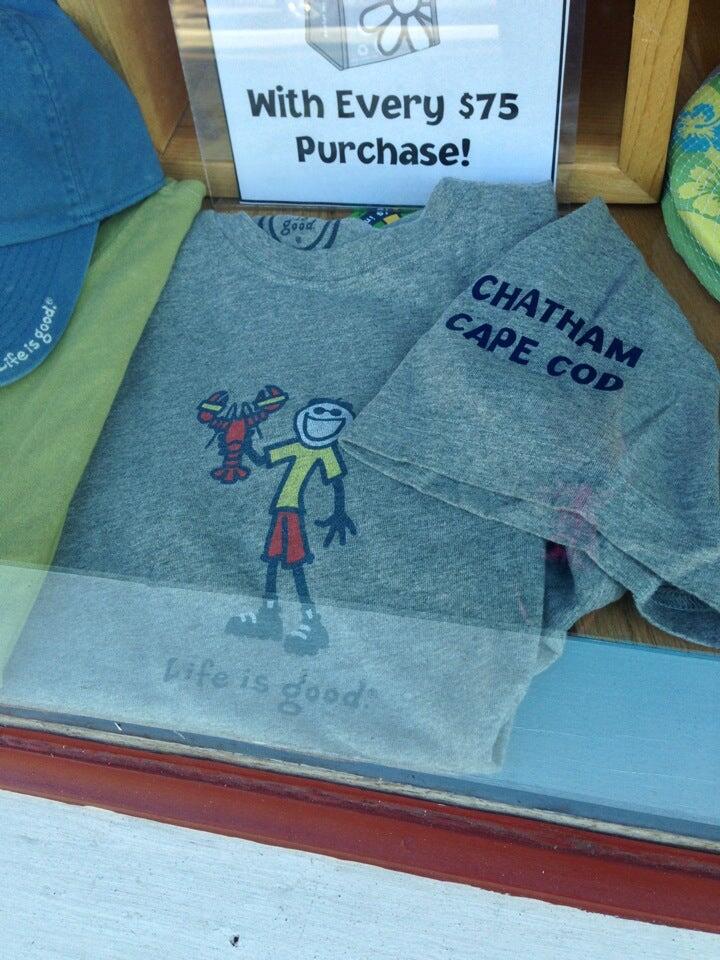 With Every $75
Purchase!
good
Life is good®
CHATHAM
CAPE COD
Life is good®